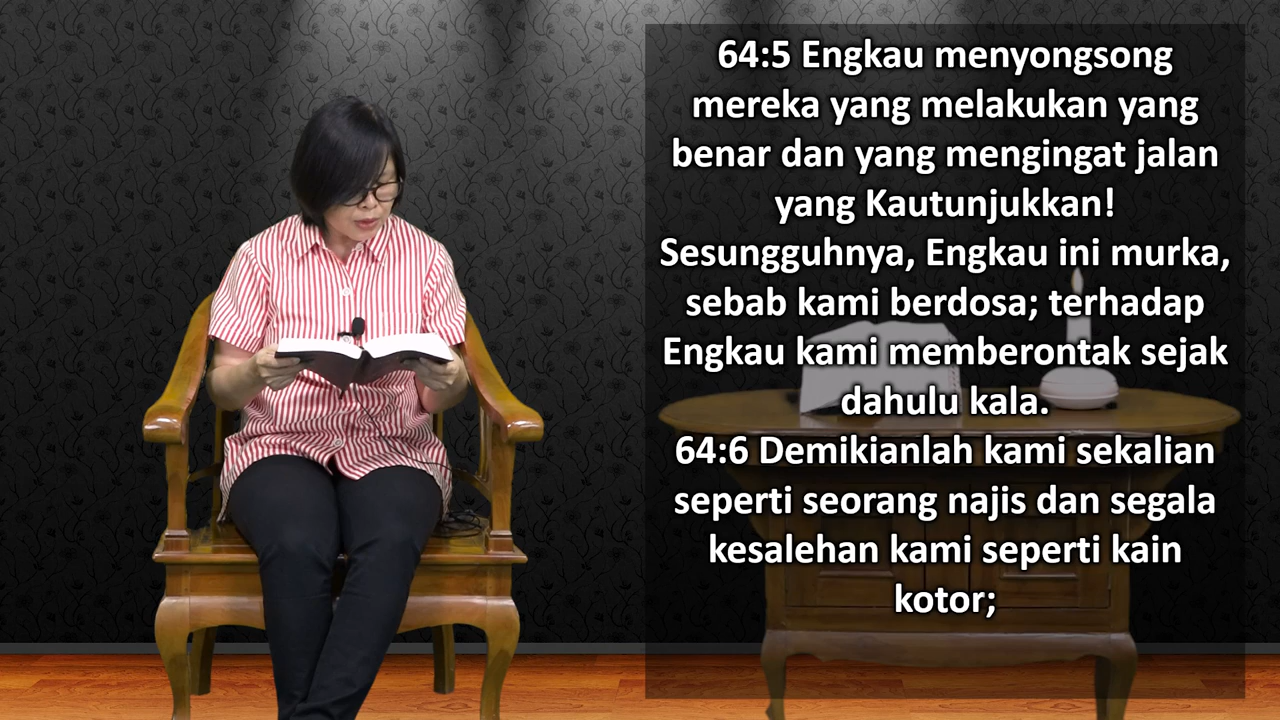 64:5 Engkau menyongsong
mereka yang melakukan yang
benar dan yang mengingat jalan
yang Kautunjukkan!
Sesungguhnya, Engkau ini murka,
sebab kami berdosa; terhadap
Engkau kami memberontak sejak
dahulu kala.
64:6 Demikianlah kami sekalian
seperti seorang najis dan segala
kesalehan kami seperti kain
kotor;